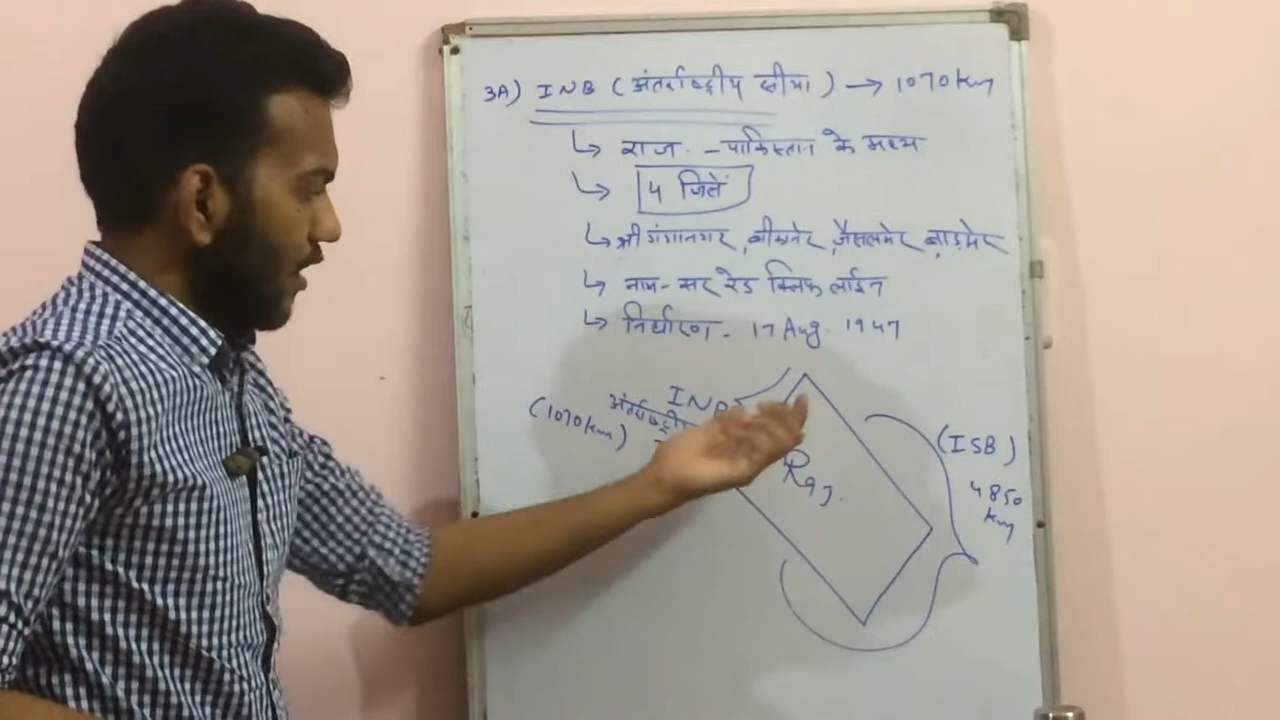 3A) INB (अंतर्राष्ट्रीय सीमा) → 1070 km
↳ राज. - पाकिस्तान के मध्य
↳ 4 जिलें
↳ श्री गंगानगर, बीकानेर, जैसलमेर, बाड़मेर
↳ नाम - सर रेड क्लिफ लाईन
↳ निर्धारण - 17 Aug. 1947
INB
अंतर्राष्ट्रीय
(1070 km)
Raj.
(ISB)
4850
km